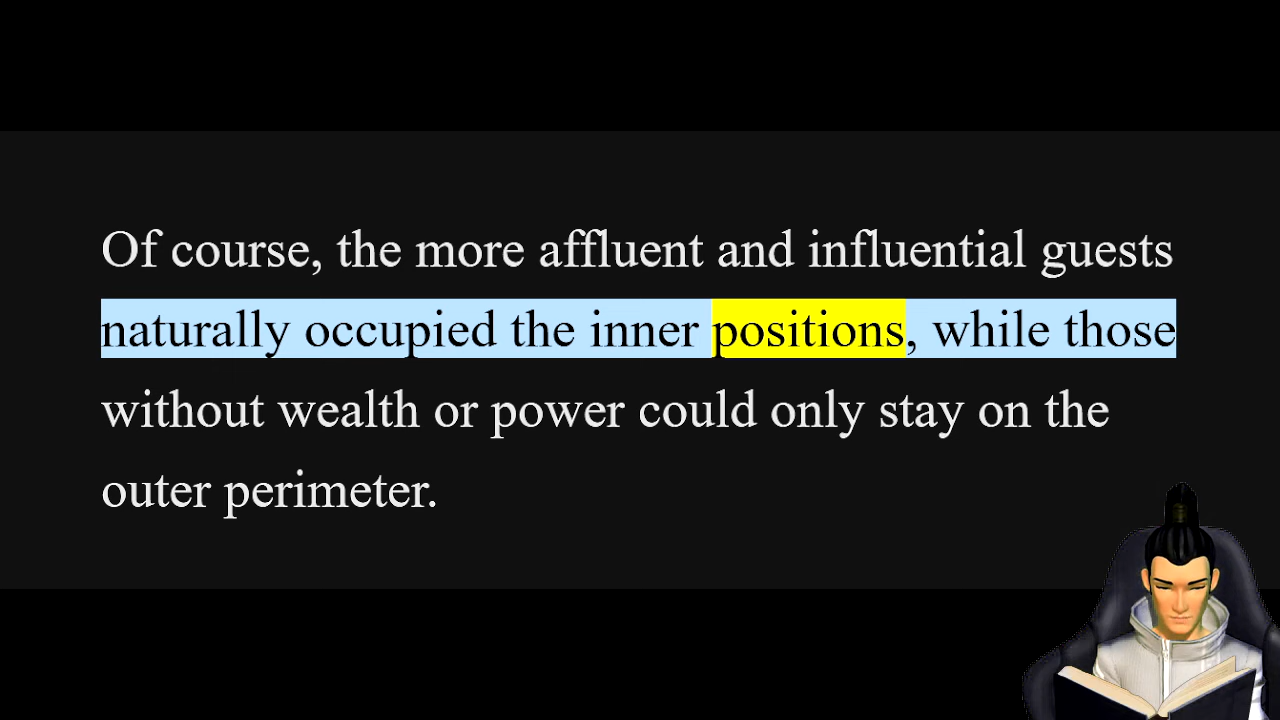 Of course, the more affluent and influential guests
naturally occupied the inner positions, while those
without wealth or power could only stay on the
outer perimeter.